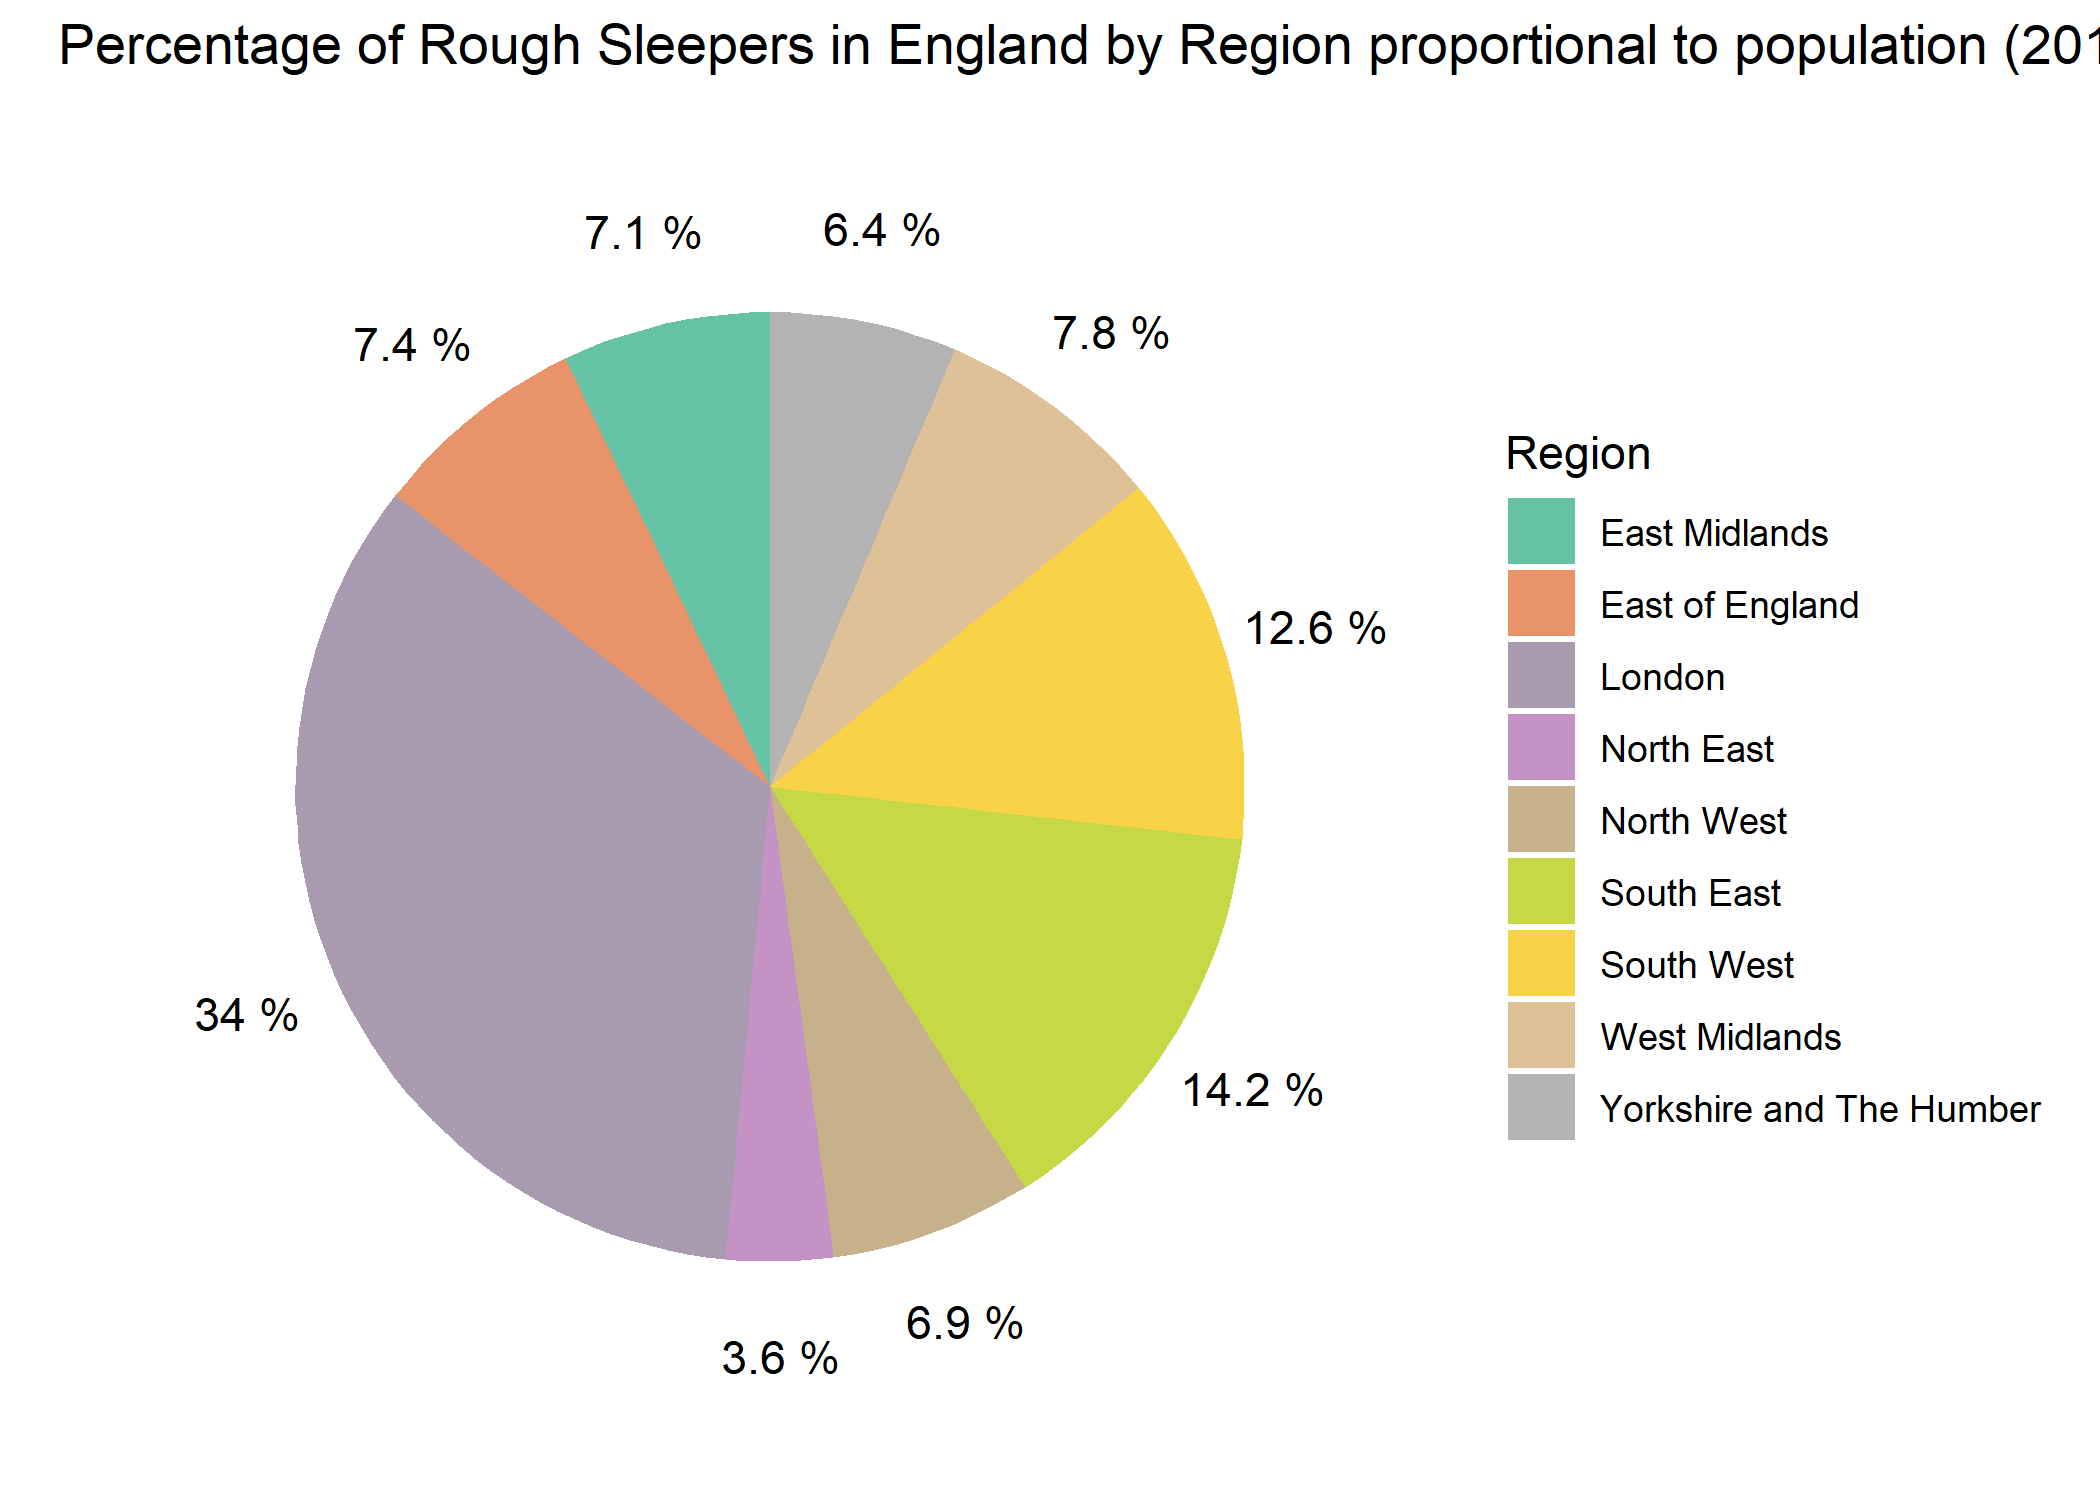 Percentage of Rough Sleepers in England by Region proportional to population (201
7.1 %
6.4 %
7.4 %
7.8 %
12.6 %
34 %
14.2 %
6.9 %
3.6 %
Region
East Midlands
East of England
London
North East
North West
South East
South West
West Midlands
Yorkshire and The Humber